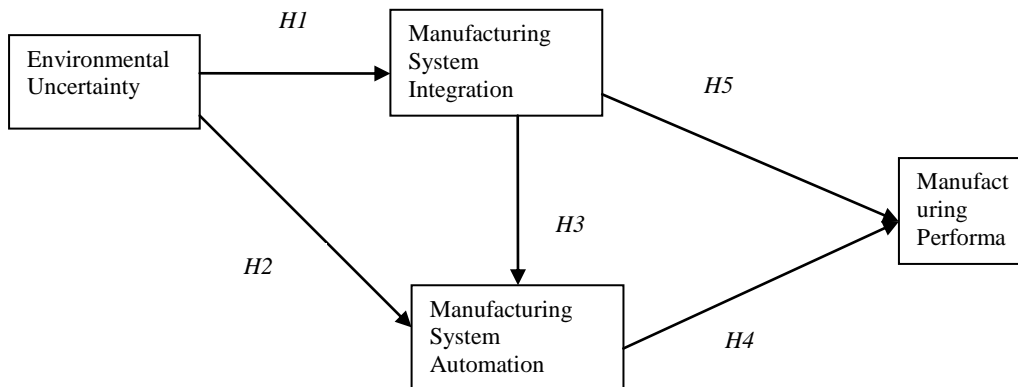 H1
Environmental
Uncertainty
Manufacturing
System
Integration
H5
Manufact
uring
Performa
H3
H2
Manufacturing
System
Automation
H4